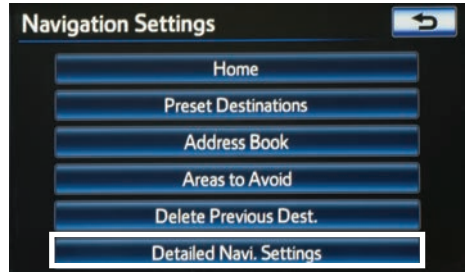 Navigation Settings
Home
Preset Destinations
Address Book
Areas to Avoid
Delete Previous Dest.
Detailed Navi. Settings